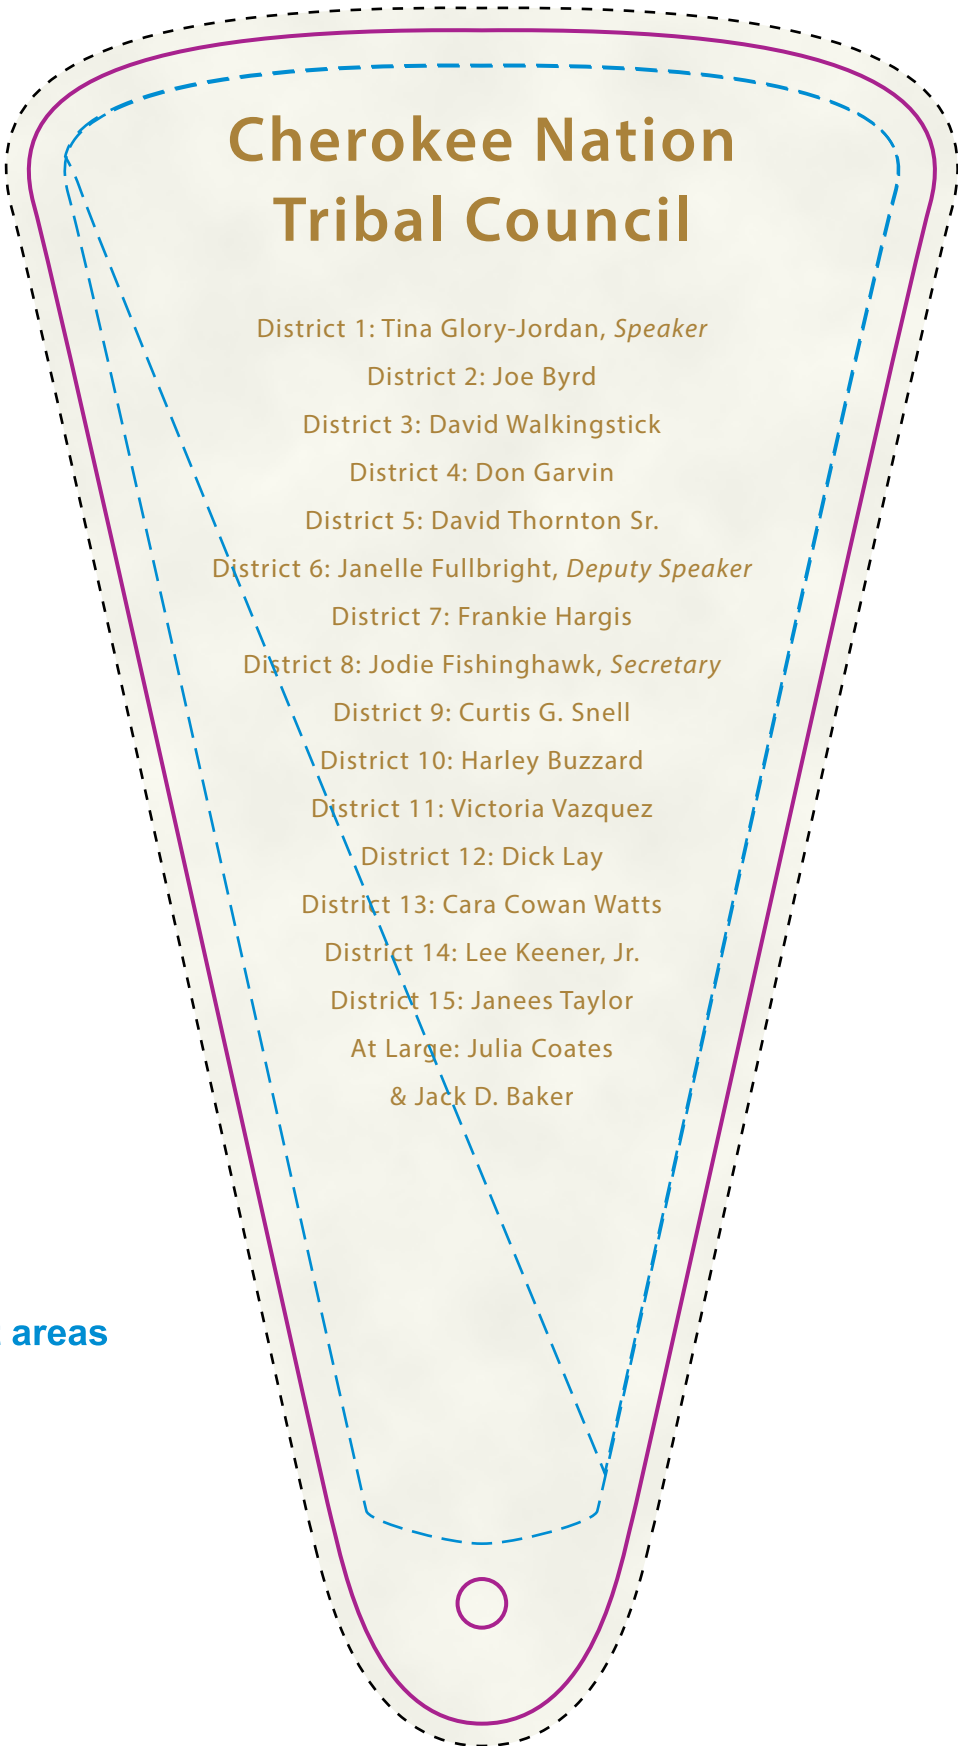 Cherokee Nation
Tribal Council
District 1: Tina Glory-Jordan, Speaker
District 2: Joe Byrd
District 3: David Walkingstick
District 4: Don Garvin
District 5: David Thornton Sr.
District 6: Janelle Fullbright, Deputy Speaker
District 7: Frankie Hargis
District 8: Jodie Fishinghawk, Secretary
District 9: Curtis G. Snell
District 10: Harley Buzzard
District 11: Victoria Vazquez
District 12: Dick Lay
District 13: Cara Cowan Watts
District 14: Lee Keener, Jr.
District 15: Janees Taylor
At Large: Julia Coates
& Jack D. Baker
areas